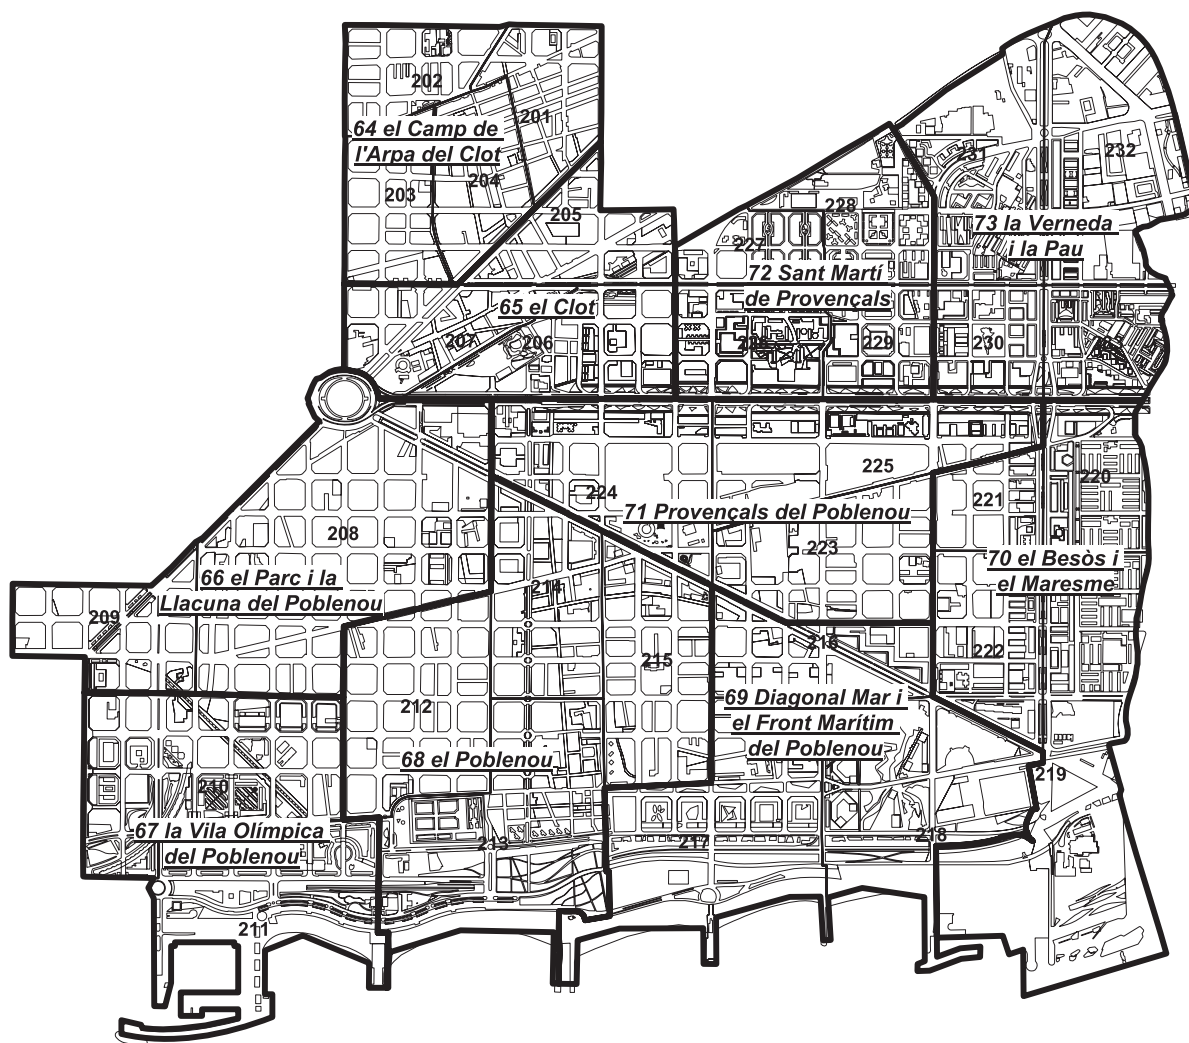 202
201
64 el Camp de
l'Arpa del Clot
231
232
204
203
228
205
73 la Verneda
i la Pau
227
72 Sant Martí
de Provençals
65 el Clot
207
206
226
229
230
225
220
224
221
71 Provençals del Poblenou
208
223
70 el Besòs i
el Maresme
66 el Parc i la
Llacuna del Poblenou
214
209
216
222
215
69 Diagonal Mar i
el Front Marítim
del Poblenou
212
68 el Poblenou
219
210
67 la Vila Olímpica
del Poblenou
218
217
213
211